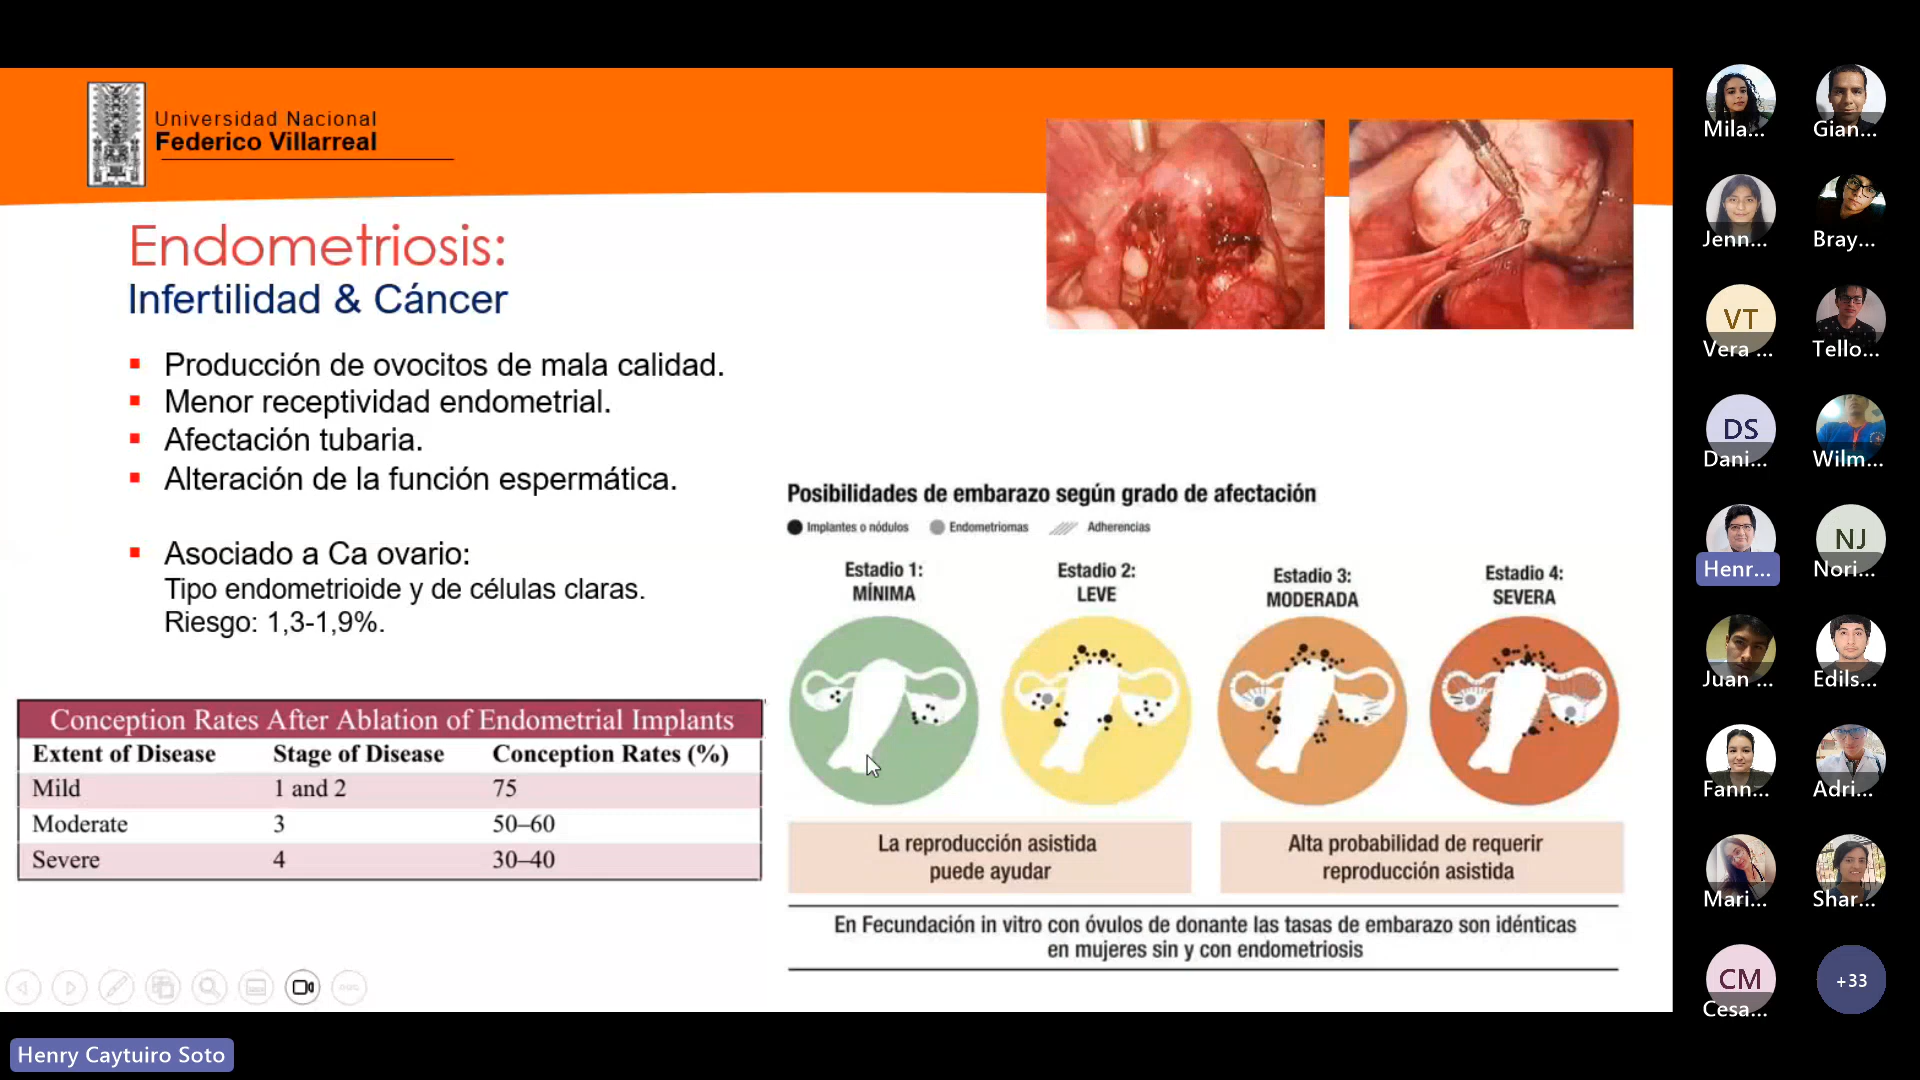 Universidad Nacional
Federico Villarreal
Endometriosis:
Infertilidad & Cáncer
Producción de ovocitos de mala calidad.
Menor receptividad endometrial.
Afectación tubaria.
Alteración de la función espermática.
Asociado a Ca ovario:
Tipo endometrioide y de células claras.
Riesgo: 1,3-1,9%.
Conception Rates After Ablation of Endometrial Implants
Extent of Disease Stage of Disease Conception Rates (%)
Mild 1 and 2 75
Moderate 3 50–60
Severe 4 30–40
Posibilidades de embarazo según grado de afectación
Implantes o nódulos Endometriomas Adherencias
Estadio 1:
MÍNIMA
Estadio 2:
LEVE
Estadio 3:
MODERADA
Estadio 4:
SEVERA
La reproducción asistida
puede ayudar
Alta probabilidad de requerir
reproducción asistida
En Fecundación in vitro con óvulos de donante las tasas de embarazo son idénticas
en mujeres sin y con endometriosis
Henry Caytuiro Soto
Mila... Gian...
Jenn... Bray...
VT
Vera ... Tello...
DS
Dani... Wilm...
NJ
Henr... Nori...
Juan ... Edils...
Fann... Adri...
Mari... Shar...
CM +33
Cesa...